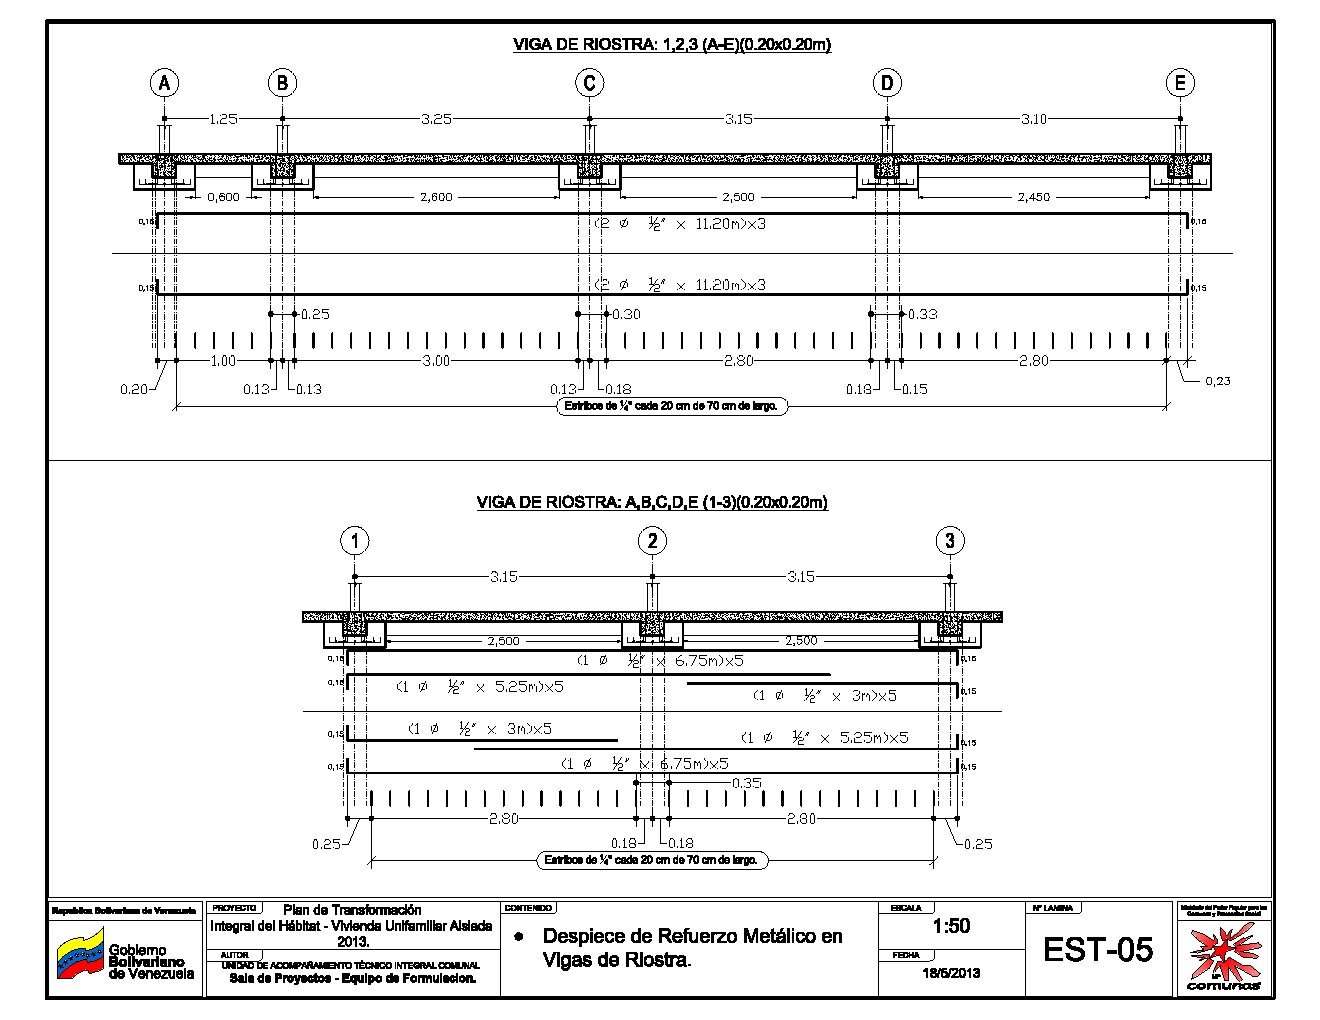 VIGA DE RIOSTRA: 1,2,3 (A-E)(0.20x0.20m)
A B C D E
1.25 3.25 3.15 3.10
0,600 2,600 2,500 2,450
0,15 (2 Ø ½" x 11.20m)x3 0,15
0,15 (2 Ø ½" x 11.20m)x3 0,15
0.25 0.30 0.33
1.00 3.00 2.80 2.80
0.20 0.13 0.13 0.13 0.18 0.18 0.15 0,23
Estribos de ¼" cada 20 cm de 70 cm de largo.
VIGA DE RIOSTRA: A,B,C,D,E (1-3)(0.20x0.20m)
1 2 3
3.15 3.15
2,500 2,500
0,15 (1 Ø ½" x 6.75m)x5 0,15
0,15 (1 Ø ½" x 5.25m)x5 (1 Ø ½" x 3m)x5 0,15
0,15 (1 Ø ½" x 3m)x5 (1 Ø ½" x 5.25m)x5 0,15
0,15 (1 Ø ½" x 6.75m)x5 0,15
0.35
2.80 2.80
0.25 0.18 0.18 0.25
Estribos de ¼" cada 20 cm de 70 cm de largo.
Republica Bolivariana de Venezuela
Gobierno
Bolivariano
de Venezuela
PROYECTO Plan de Transformación
Integral del Hábitat - Vivienda Unifamiliar Aislada
2013.
AUTOR
UNIDAD DE ACOMPAÑAMIENTO TÉCNICO INTEGRAL COMUNAL
Sala de Proyectos - Equipo de Formulacion.
CONTENIDO
• Despiece de Refuerzo Metálico en
Vigas de Riostra.
ESCALA
1:50
FECHA
18/6/2013
Nº LAMINA
EST-05
Ministerio del Poder Popular para las
Comunas y Protección Social
comunas